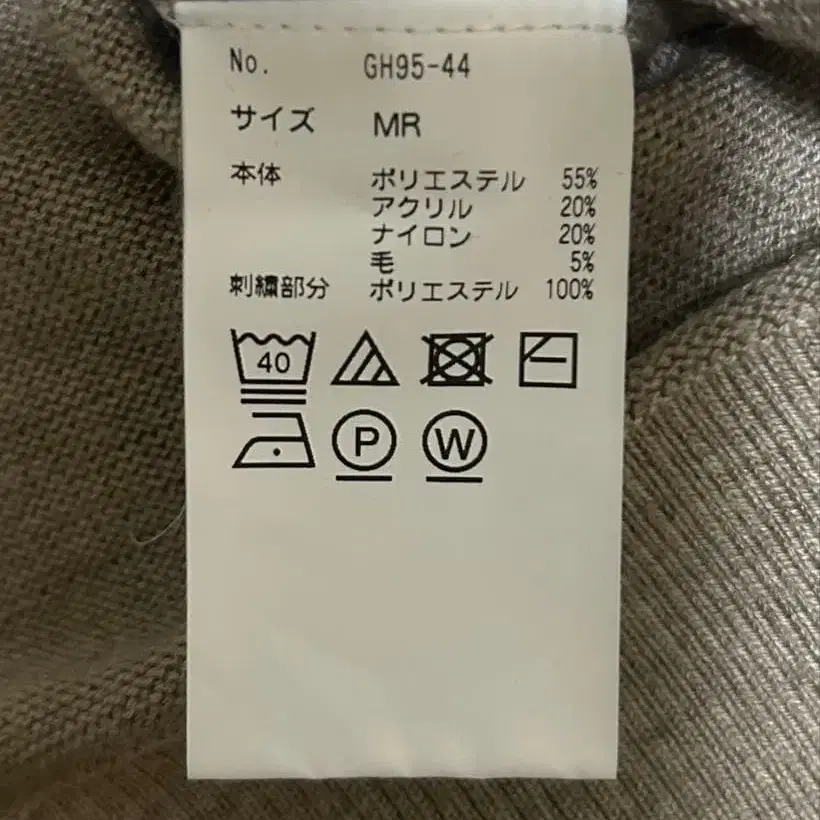 No. GH95-44
サイズ MR
本体 ポリエステル 55%
アクリル 20%
ナイロン 20%
毛 5%
刺繍部分 ポリエステル 100%
40
P W